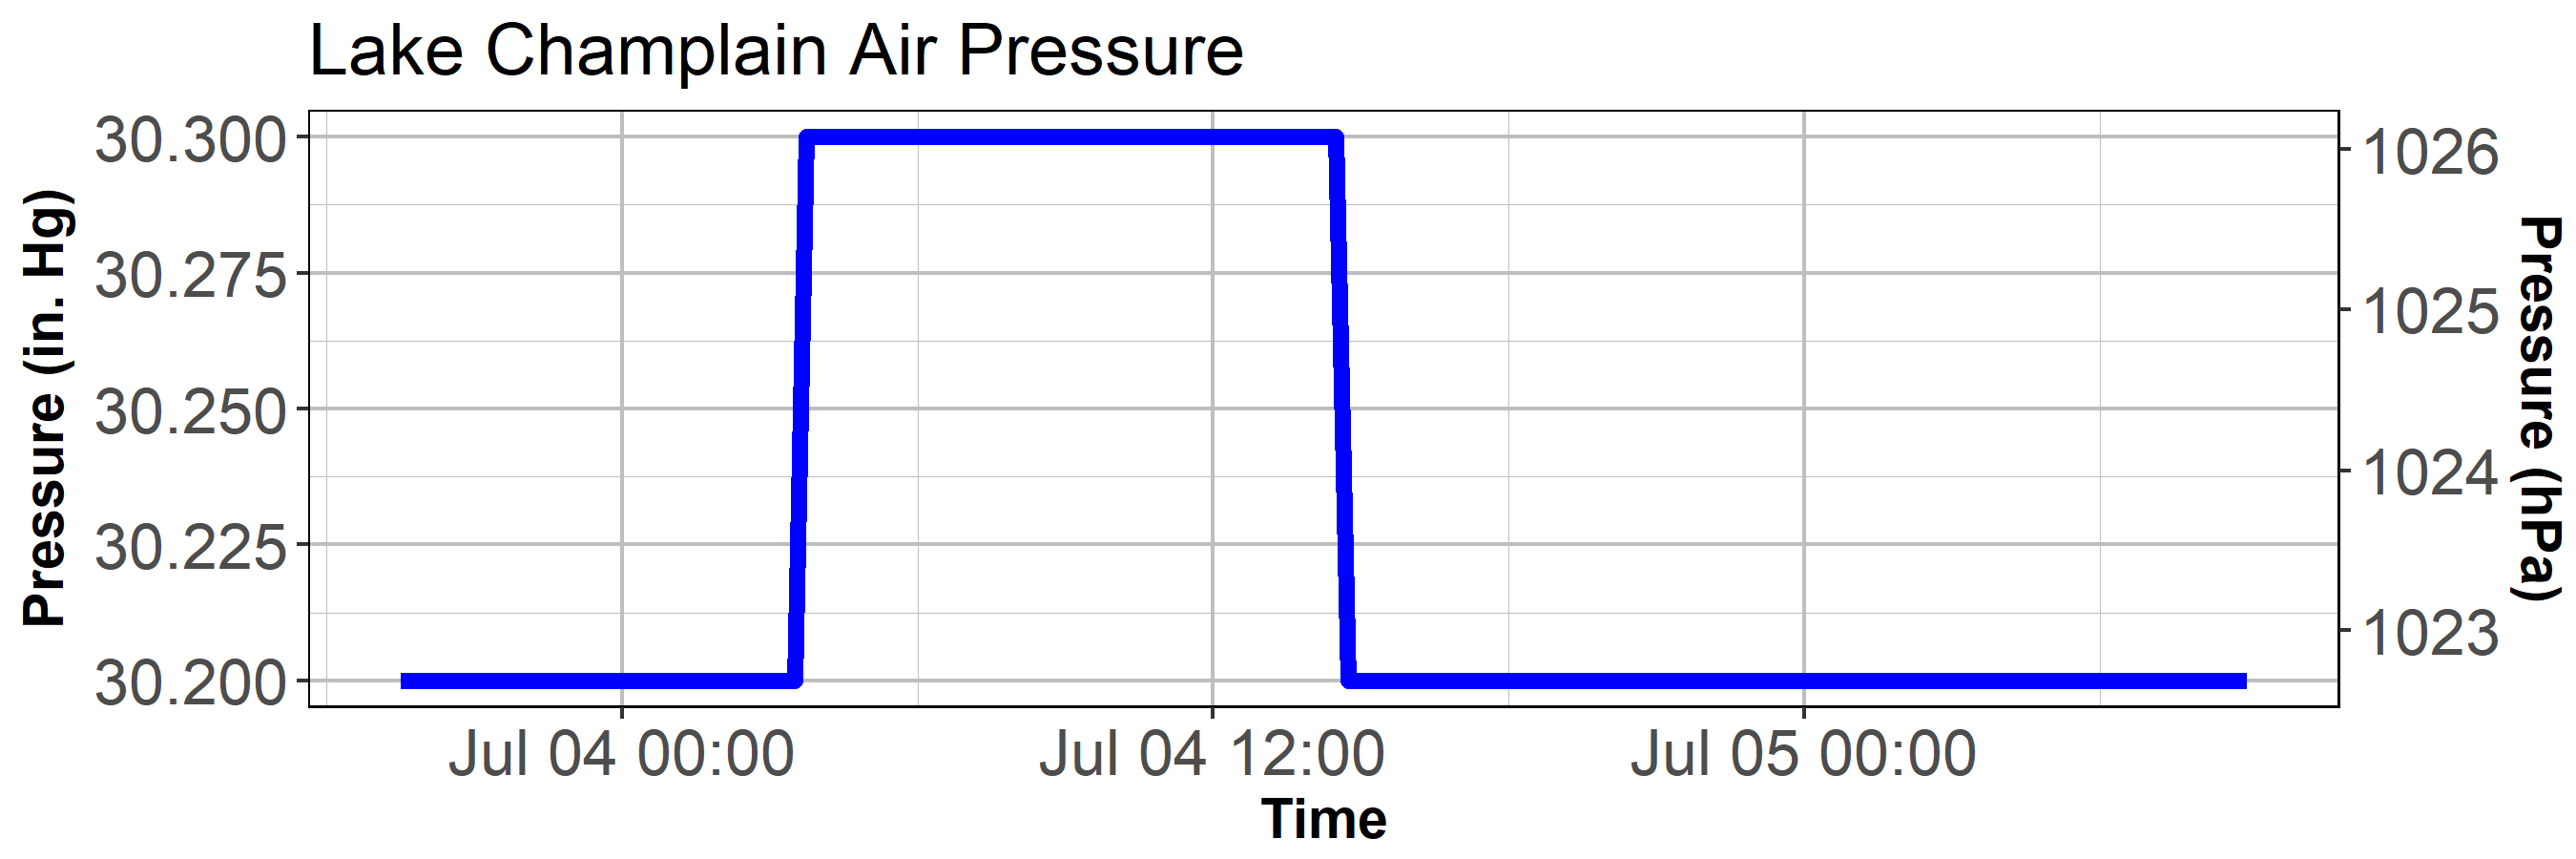 Lake Champlain Air Pressure
Pressure (in. Hg)
30.300
30.275
30.250
30.225
30.200
1026
1025
1024
1023
Pressure (hPa)
Jul 04 00:00
Jul 04 12:00
Jul 05 00:00
Time